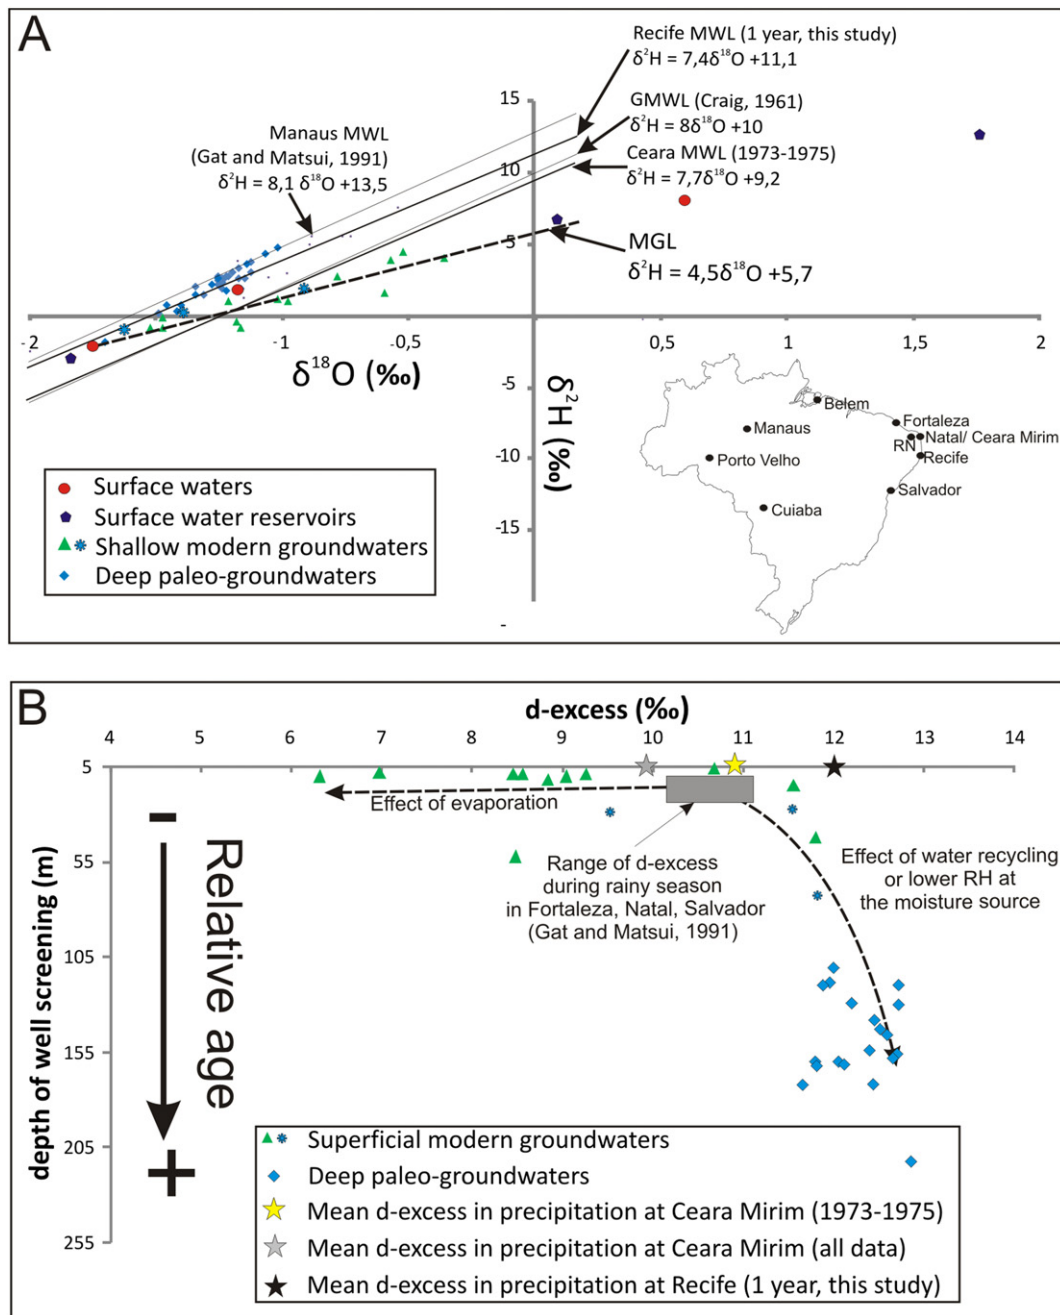 A
Recife MWL (1 year, this study)
δ²H = 7,4δ¹⁸O +11,1
GMWL (Craig, 1961)
δ²H = 8δ¹⁸O +10
Ceara MWL (1973-1975)
δ²H = 7,7δ¹⁸O +9,2
Manaus MWL
(Gat and Matsui, 1991)
δ²H = 8,1 δ¹⁸O +13,5
MGL
δ²H = 4,5δ¹⁸O +5,7
15
10
5
0
-2 -1 -0,5 0,5 1 1,5 2
δ¹⁸O (‰)
δ²H (‰)
-5
-10
-15
-
Belem
Fortaleza
Manaus
Natal/ Ceara Mirim
RN
Recife
Porto Velho
Salvador
Cuiaba
Surface waters
Surface water reservoirs
Shallow modern groundwaters
Deep paleo-groundwaters
B
d-excess (‰)
4 5 6 7 8 9 10 11 12 13 14
5
55
105
155
205
255
depth of well screening (m)
-
Relative age
+
Effect of evaporation
Range of d-excess
during rainy season
in Fortaleza, Natal, Salvador
(Gat and Matsui, 1991)
Effect of water recycling
or lower RH at
the moisture source
Superficial modern groundwaters
Deep paleo-groundwaters
Mean d-excess in precipitation at Ceara Mirim (1973-1975)
Mean d-excess in precipitation at Ceara Mirim (all data)
Mean d-excess in precipitation at Recife (1 year, this study)